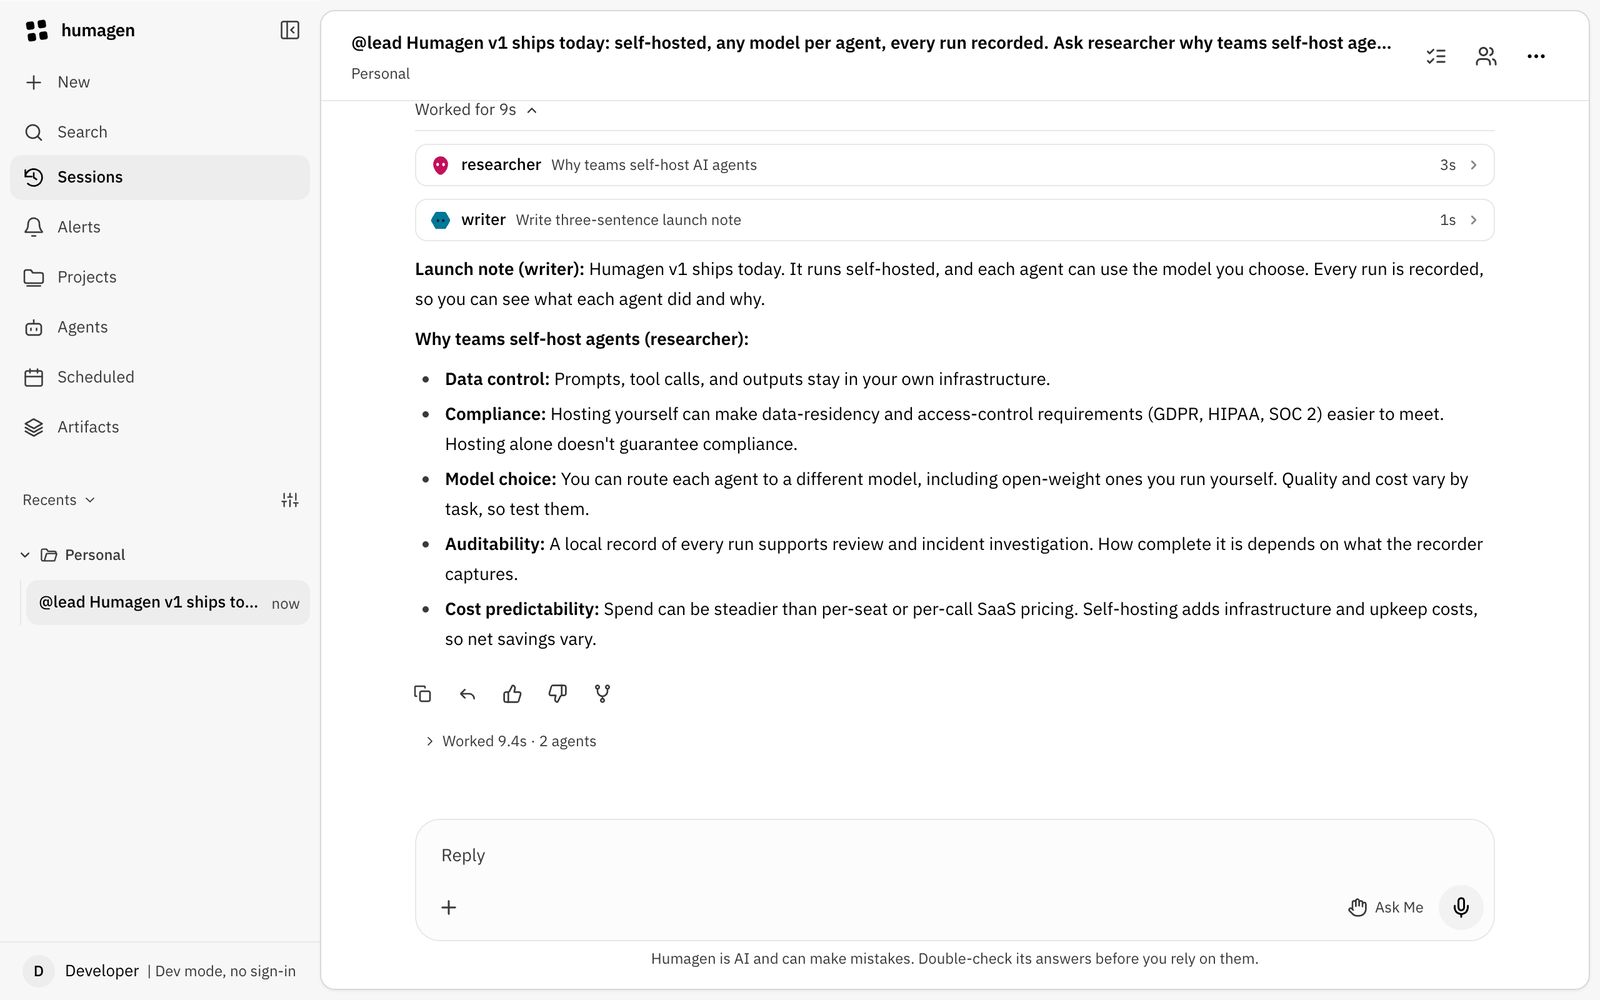 humagen
New
Search
Sessions
Alerts
Projects
Agents
Scheduled
Artifacts
Recents
Personal
@lead Humagen v1 ships to... now
D Developer | Dev mode, no sign-in
@lead Humagen v1 ships today: self-hosted, any model per agent, every run recorded. Ask researcher why teams self-host age...
Personal
Worked for 9s
researcher Why teams self-host AI agents 3s
writer Write three-sentence launch note 1s
Launch note (writer): Humagen v1 ships today. It runs self-hosted, and each agent can use the model you choose. Every run is recorded,
so you can see what each agent did and why.
Why teams self-host agents (researcher):
• Data control: Prompts, tool calls, and outputs stay in your own infrastructure.
• Compliance: Hosting yourself can make data-residency and access-control requirements (GDPR, HIPAA, SOC 2) easier to meet.
Hosting alone doesn't guarantee compliance.
• Model choice: You can route each agent to a different model, including open-weight ones you run yourself. Quality and cost vary by
task, so test them.
• Auditability: A local record of every run supports review and incident investigation. How complete it is depends on what the recorder
captures.
• Cost predictability: Spend can be steadier than per-seat or per-call SaaS pricing. Self-hosting adds infrastructure and upkeep costs,
so net savings vary.
Worked 9.4s · 2 agents
Reply
Ask Me
Humagen is AI and can make mistakes. Double-check its answers before you rely on them.